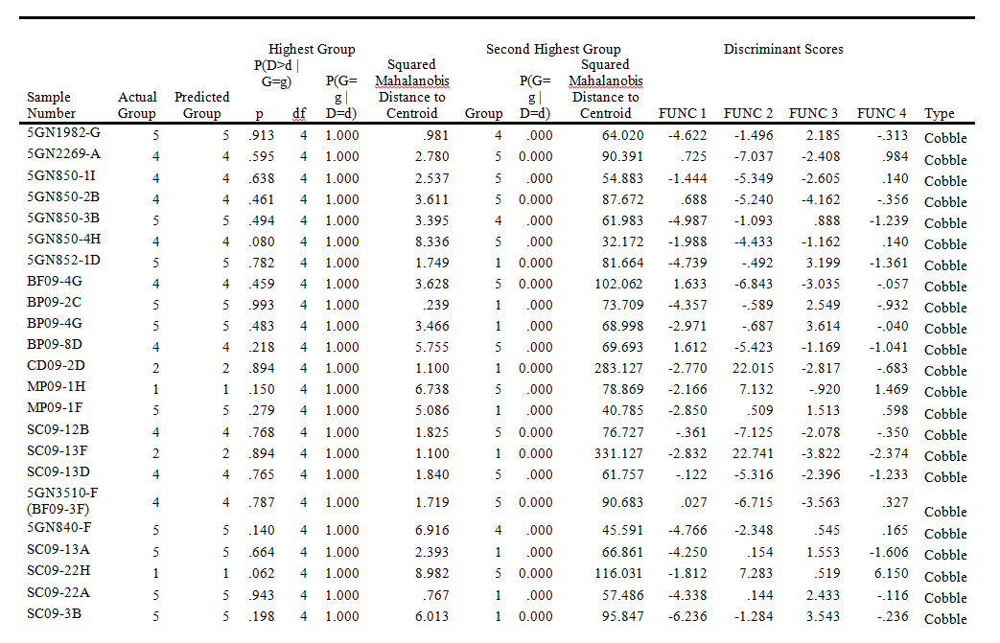 Highest Group Second Highest Group Discriminant Scores
P(D>d | Squared Squared
G=g) P(G= Mahalanobis P(G= Mahalanobis
Sample Actual Predicted g | Distance to g | Distance to
Number Group Group p df D=d) Centroid Group D=d) Centroid FUNC 1 FUNC 2 FUNC 3 FUNC 4 Type
5GN1982-G 5 5 .913 4 1.000 .981 4 .000 64.020 -4.622 -1.496 2.185 -.313 Cobble
5GN2269-A 4 4 .595 4 1.000 2.780 5 0.000 90.391 .725 -7.037 -2.408 .984 Cobble
5GN850-1I 4 4 .638 4 1.000 2.537 5 .000 54.883 -1.444 -5.349 -2.605 .140 Cobble
5GN850-2B 4 4 .461 4 1.000 3.611 5 0.000 87.672 .688 -5.240 -4.162 -.356 Cobble
5GN850-3B 5 5 .494 4 1.000 3.395 4 .000 61.983 -4.987 -1.093 .888 -1.239 Cobble
5GN850-4H 4 4 .080 4 1.000 8.336 5 .000 32.172 -1.988 -4.433 -1.162 .140 Cobble
5GN852-1D 5 5 .782 4 1.000 1.749 1 0.000 81.664 -4.739 -.492 3.199 -1.361 Cobble
BF09-4G 4 4 .459 4 1.000 3.628 5 0.000 102.062 1.633 -6.843 -3.035 -.057 Cobble
BP09-2C 5 5 .993 4 1.000 .239 1 .000 73.709 -4.357 -.589 2.549 -.932 Cobble
BP09-4G 5 5 .483 4 1.000 3.466 1 .000 68.998 -2.971 -.687 3.614 -.040 Cobble
BP09-8D 4 4 .218 4 1.000 5.755 5 .000 69.693 1.612 -5.423 -1.169 -1.041 Cobble
CD09-2D 2 2 .894 4 1.000 1.100 1 0.000 283.127 -2.770 22.015 -2.817 -.683 Cobble
MP09-1H 1 1 .150 4 1.000 6.738 5 .000 78.869 -2.166 7.132 -.920 1.469 Cobble
MP09-1F 5 5 .279 4 1.000 5.086 1 .000 40.785 -2.850 .509 1.513 .598 Cobble
SC09-12B 4 4 .768 4 1.000 1.825 5 0.000 76.727 -.361 -7.125 -2.078 -.350 Cobble
SC09-13F 2 2 .894 4 1.000 1.100 1 0.000 331.127 -2.832 22.741 -3.822 -2.374 Cobble
SC09-13D 4 4 .765 4 1.000 1.840 5 .000 61.757 -.122 -5.316 -2.396 -1.233 Cobble
5GN3510-F
(BF09-3F) 4 4 .787 4 1.000 1.719 5 0.000 90.683 .027 -6.715 -3.563 .327 Cobble
5GN840-F 5 5 .140 4 1.000 6.916 4 .000 45.591 -4.766 -2.348 .545 .165 Cobble
SC09-13A 5 5 .664 4 1.000 2.393 1 .000 66.861 -4.250 .154 1.553 -1.606 Cobble
SC09-22H 1 1 .062 4 1.000 8.982 5 0.000 116.031 -1.812 7.283 .519 6.150 Cobble
SC09-22A 5 5 .943 4 1.000 .767 1 .000 57.486 -4.338 .144 2.433 -.116 Cobble
SC09-3B 5 5 .198 4 1.000 6.013 1 0.000 95.847 -6.236 -1.284 3.543 -.236 Cobble